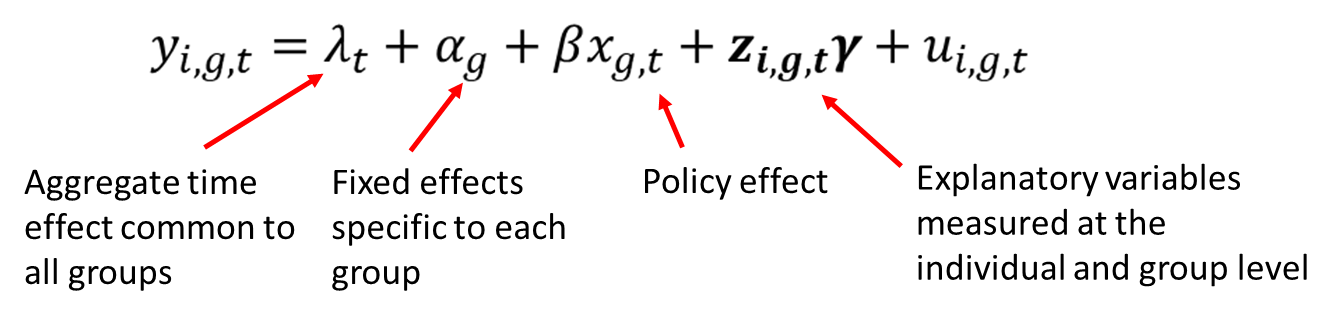 y_{i,g,t} = λ_t + α_g + βx_{g,t} + z_{i,g,t}γ + u_{i,g,t}
Aggregate time
effect common to
all groups
Fixed effects
specific to each
group
Policy effect
Explanatory variables
measured at the
individual and group level